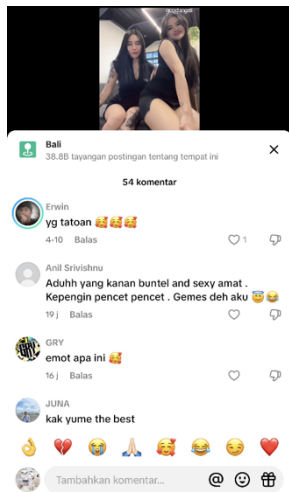 Bali
38.8B tayangan postingan tentang tempat ini
54 komentar
Erwin
yg tatoan 🥰🥰🥰
4-10 Balas
1
Anil Srivishnu
Aduhh yang kanan buntel and sexy amat .
Kepengin pencet pencet . Gemes deh aku 😇😂
19 j Balas
GRY
GRY
emot apa ini 🥰
16 j Balas
JUNA
kak yume the best
👌 💔 😭 🙏 🥰 😂 😏 ❤️
Tambahkan komentar... @